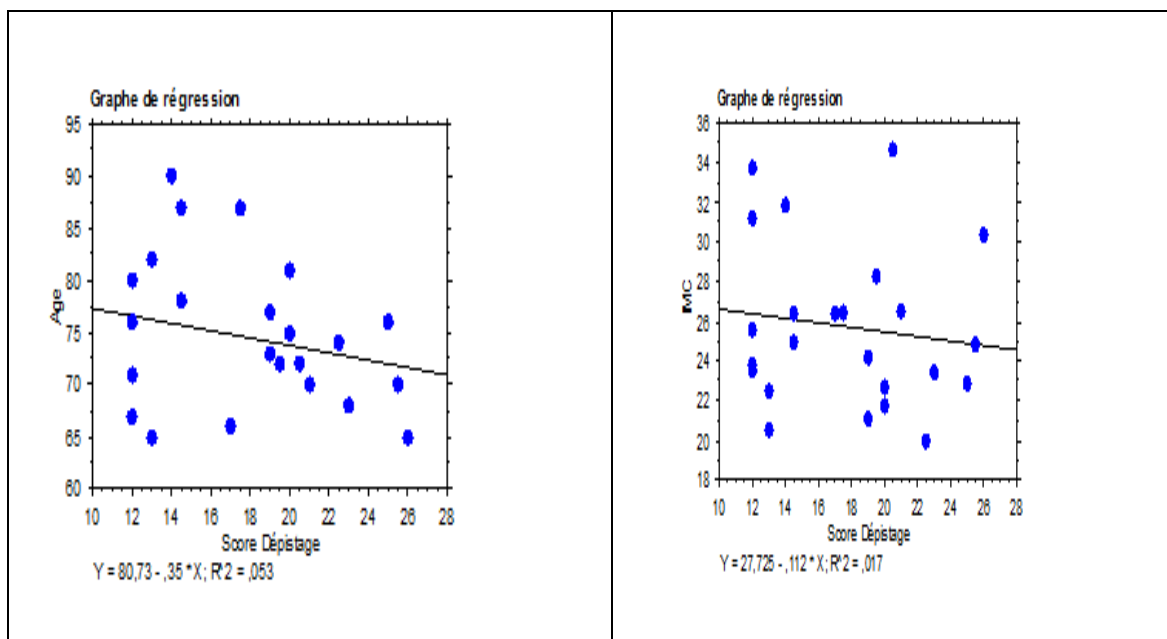 Graphe de régression
95
90
85
80
75
70
65
60
Age
10 12 14 16 18 20 22 24 26 28
Score Dépistage
Y = 80,73 - ,35 * X; R^2 = ,053
Graphe de régression
36
34
32
30
28
26
24
22
20
18
IMC
10 12 14 16 18 20 22 24 26 28
Score Dépistage
Y = 27,725 - ,112 * X; R^2 = ,017